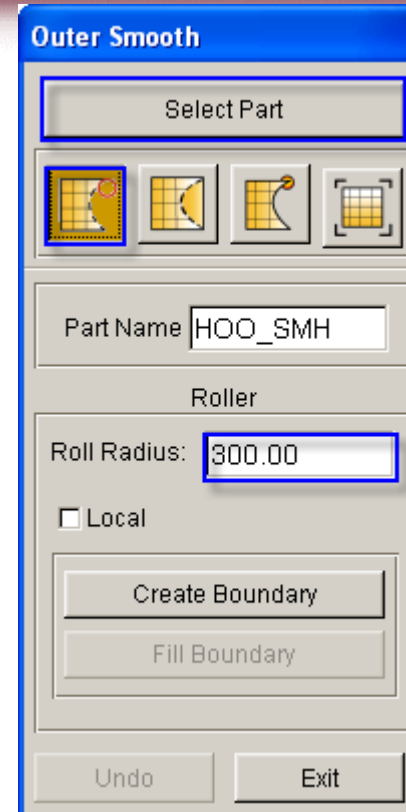 Outer Smooth
Select Part
Part Name HOO_SMH
Roller
Roll Radius: 300.00
Local
Create Boundary
Fill Boundary
Undo Exit